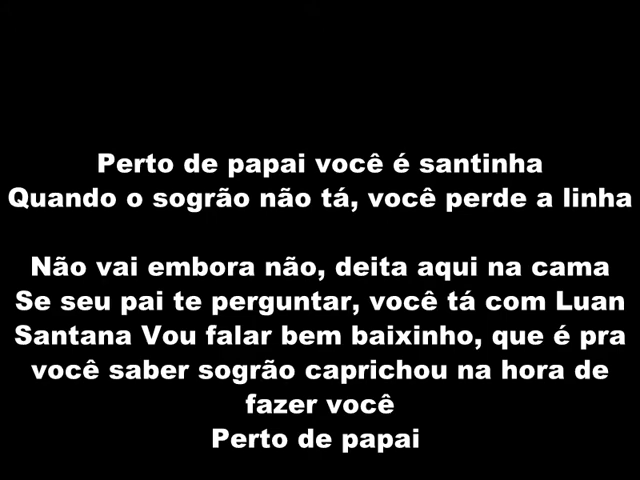 Perto de papai você é santinha
Quando o sogrão não tá, você perde a linha
Não vai embora não, deita aqui na cama
Se seu pai te perguntar, você tá com Luan
Santana Vou falar bem baixinho, que é pra
você saber sogrão caprichou na hora de
fazer você
Perto de papai